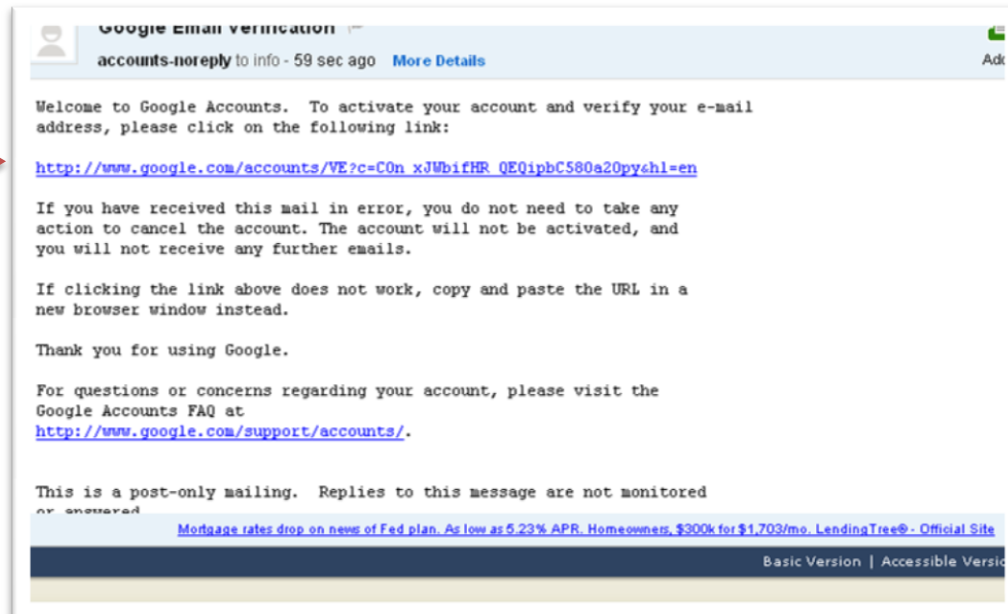 Google Email Verification
accounts-noreply to info - 59 sec ago More Details
Welcome to Google Accounts. To activate your account and verify your e-mail
address, please click on the following link:
http://www.google.com/accounts/VE?c=C0n_xJWbifHR_QEQipbC580a20py&hl=en
If you have received this mail in error, you do not need to take any
action to cancel the account. The account will not be activated, and
you will not receive any further emails.
If clicking the link above does not work, copy and paste the URL in a
new browser window instead.
Thank you for using Google.
For questions or concerns regarding your account, please visit the
Google Accounts FAQ at
http://www.google.com/support/accounts/.
This is a post-only mailing. Replies to this message are not monitored
or answered
Mortgage rates drop on news of Fed plan. As low as 5.23% APR. Homeowners, $300k for $1,703/mo. LendingTree® - Official Site
Basic Version | Accessible Versio